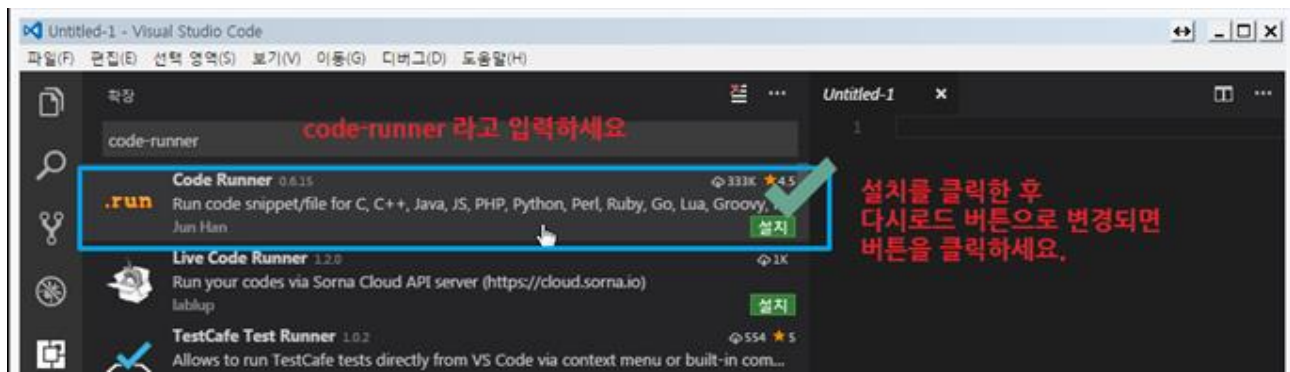 Untitled-1 - Visual Studio Code
파일(F) 편집(E) 선택 영역(S) 보기(V) 이동(G) 디버그(D) 도움말(H)
확장
Untitled-1
code-runner
code-runner 라고 입력하세요
1
Code Runner 0.6.15
333K 4.5
.run
Run code snippet/file for C, C++, Java, JS, PHP, Python, Perl, Ruby, Go, Lua, Groovy,
Jun Han
설치
설치를 클릭한 후
다시로드 버튼으로 변경되면
버튼을 클릭하세요.
Live Code Runner 1.2.0
1K
Run your codes via Sorna Cloud API server (https://cloud.sorna.io)
lablup
설치
TestCafe Test Runner 1.0.2
554 5
Allows to run TestCafe tests directly from VS Code via context menu or built-in com...